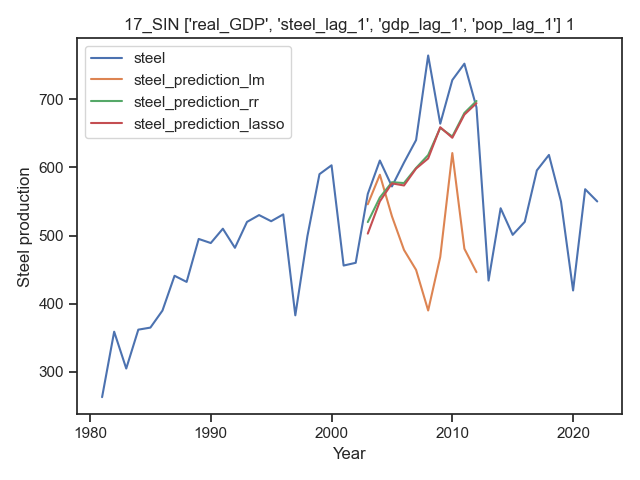 17_SIN ['real_GDP', 'steel_lag_1', 'gdp_lag_1', 'pop_lag_1'] 1
steel
steel_prediction_lm
steel_prediction_rr
steel_prediction_lasso
Steel production
700
600
500
400
300
1980
1990
2000
2010
2020
Year